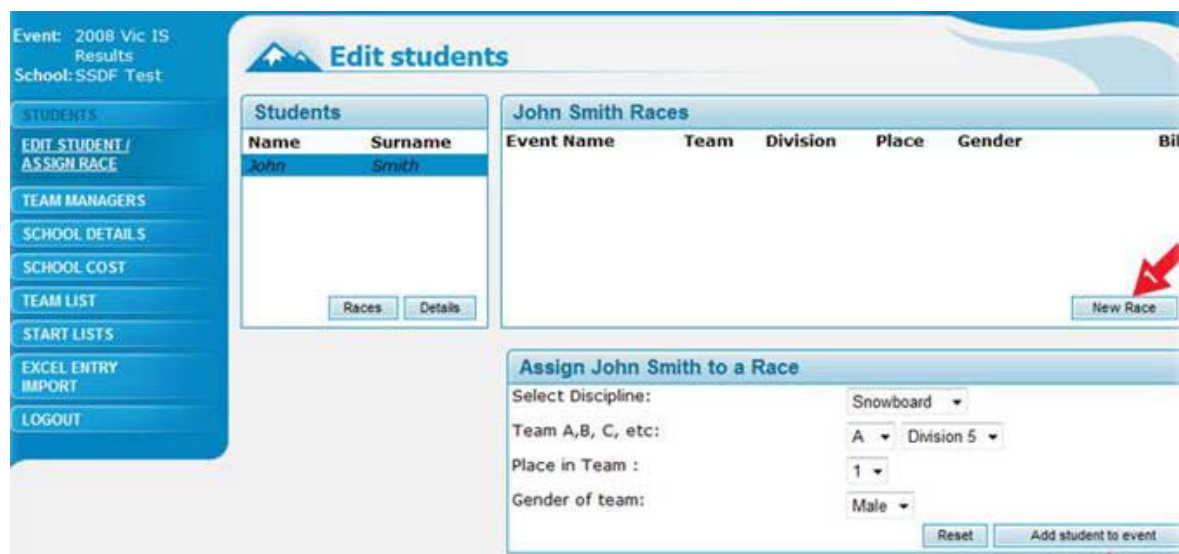 Event: 2008 Vic IS
Results
School: SSDF Test
STUDENTS
EDIT STUDENT /
ASSIGN RACE
TEAM MANAGERS
SCHOOL DETAILS
SCHOOL COST
TEAM LIST
START LISTS
EXCEL ENTRY
IMPORT
LOGOUT
Edit students
Students
Name Surname
John Smith
Races Details
John Smith Races
Event Name Team Division Place Gender Bi
1
New Race
Assign John Smith to a Race
Select Discipline: Snowboard
Team A,B, C, etc: A Division 5
Place in Team : 1
Gender of team: Male
Reset Add student to event